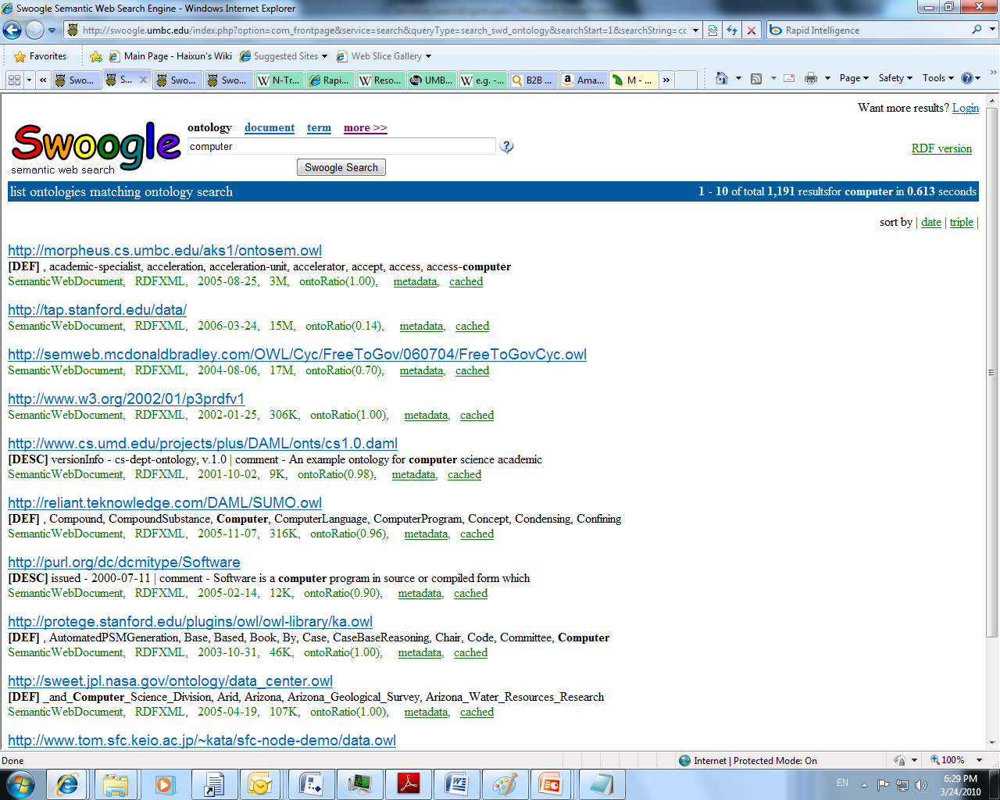 Swoogle Semantic Web Search Engine - Windows Internet Explorer
http://swoogle.umbc.edu/index.php?option=com_frontpage&service=search&queryType=search_swd_ontology&searchStart=1&searchString=cc
Rapid Intelligence
Favorites Main Page - Haixun's Wiki Suggested Sites Web Slice Gallery
Swo... S... Swo... Swo... N-Tr... Rapi... Reso... UMB... e.g. -... B2B ... Ama... M - ... Page Safety Tools
Want more results? Login
Swoogle
semantic web search
ontology document term more >>
computer
Swoogle Search
RDF version
list ontologies matching ontology search 1 - 10 of total 1,191 resultsfor computer in 0.613 seconds
sort by | date | triple |
http://morpheus.cs.umbc.edu/aks1/ontosem.owl
[DEF] , academic-specialist, acceleration, acceleration-unit, accelerator, accept, access, access-computer
SemanticWebDocument, RDFXML, 2005-08-25, 3M, ontoRatio(1.00), metadata, cached
http://tap.stanford.edu/data/
SemanticWebDocument, RDFXML, 2006-03-24, 15M, ontoRatio(0.14), metadata, cached
http://semweb.mcdonaldbradley.com/OWL/Cyc/FreeToGov/060704/FreeToGovCyc.owl
SemanticWebDocument, RDFXML, 2004-08-06, 17M, ontoRatio(0.70), metadata, cached
http://www.w3.org/2002/01/p3prdfv1
SemanticWebDocument, RDFXML, 2002-01-25, 306K, ontoRatio(1.00), metadata, cached
http://www.cs.umd.edu/projects/plus/DAML/onts/cs1.0.daml
[DESC] versionInfo - cs-dept-ontology, v.1.0 | comment - An example ontology for computer science academic
SemanticWebDocument, RDFXML, 2001-10-02, 9K, ontoRatio(0.98), metadata, cached
http://reliant.teknowledge.com/DAML/SUMO.owl
[DEF] , Compound, CompoundSubstance, Computer, ComputerLanguage, ComputerProgram, Concept, Condensing, Confining
SemanticWebDocument, RDFXML, 2005-11-07, 316K, ontoRatio(0.96), metadata, cached
http://purl.org/dc/dcmitype/Software
[DESC] issued - 2000-07-11 | comment - Software is a computer program in source or compiled form which
SemanticWebDocument, RDFXML, 2005-02-14, 12K, ontoRatio(0.90), metadata, cached
http://protege.stanford.edu/plugins/owl/owl-library/ka.owl
[DEF] , AutomatedPSMGeneration, Base, Based, Book, By, Case, CaseBaseReasoning, Chair, Code, Committee, Computer
SemanticWebDocument, RDFXML, 2003-10-31, 46K, ontoRatio(1.00), metadata, cached
http://sweet.jpl.nasa.gov/ontology/data_center.owl
[DEF] _and_Computer_Science_Division, Arid, Arizona, Arizona_Geological_Survey, Arizona_Water_Resources_Research
SemanticWebDocument, RDFXML, 2005-04-19, 107K, ontoRatio(1.00), metadata, cached
http://www.tom.sfc.keio.ac.jp/~kata/sfc-node-demo/data.owl
Done Internet | Protected Mode: On 100%
EN 6:29 PM
3/24/2010